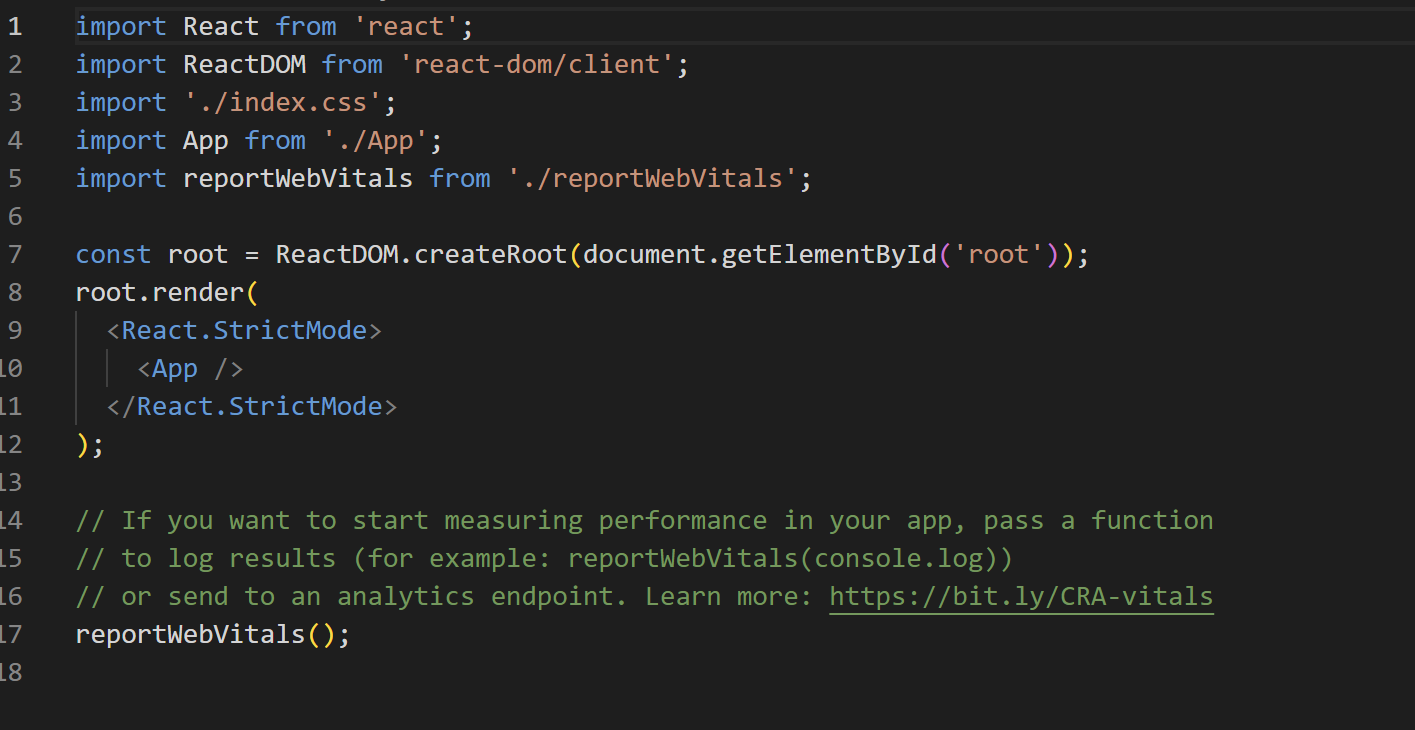 1 import React from 'react';
2 import ReactDOM from 'react-dom/client';
3 import './index.css';
4 import App from './App';
5 import reportWebVitals from './reportWebVitals';
6
7 const root = ReactDOM.createRoot(document.getElementById('root'));
8 root.render(
9   <React.StrictMode>
10     <App />
11   </React.StrictMode>
12 );
13
14 // If you want to start measuring performance in your app, pass a function
15 // to log results (for example: reportWebVitals(console.log))
16 // or send to an analytics endpoint. Learn more: https://bit.ly/CRA-vitals
17 reportWebVitals();
18